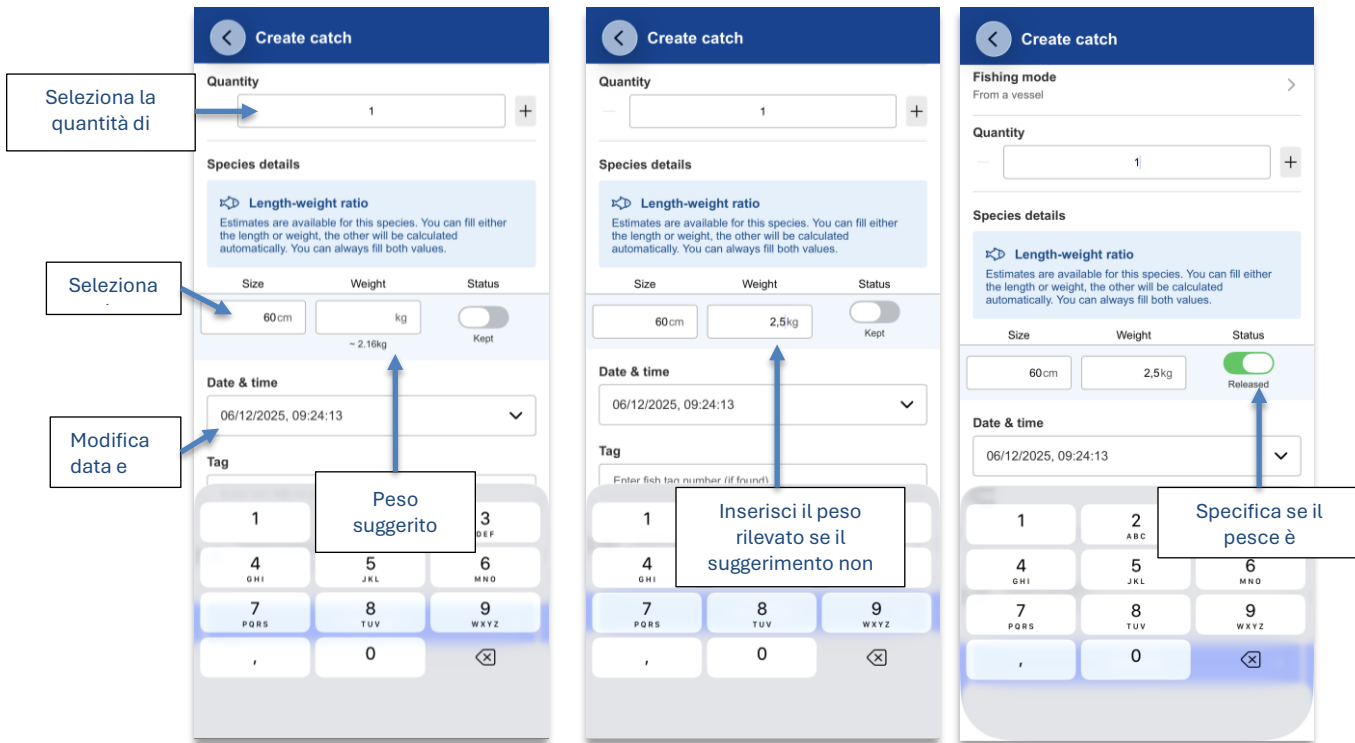 Create catch
Quantity
1
+
Species details
Length-weight ratio
Estimates are available for this species. You can fill either
the length or weight, the other will be calculated
automatically. You can always fill both values.
Size Weight Status
60cm kg
~ 2.16kg
Kept
Date & time
06/12/2025, 09:24:13
Tag
1
3
DEF
4 5 6
GHI JKL MNO
7 8 9
PQRS TUV WXYZ
, 0
Seleziona la
quantità di
Seleziona
Modifica
data e
Peso
suggerito
Create catch
Quantity
1
+
Species details
Length-weight ratio
Estimates are available for this species. You can fill either
the length or weight, the other will be calculated
automatically. You can always fill both values.
Size Weight Status
60cm 2,5kg
Kept
Date & time
06/12/2025, 09:24:13
Tag
Enter fish tag number (if found)
1
4
GHI
7 8 9
PQRS TUV WXYZ
, 0
Inserisci il peso
rilevato se il
suggerimento non
Create catch
Fishing mode
From a vessel
Quantity
1
+
Species details
Length-weight ratio
Estimates are available for this species. You can fill either
the length or weight, the other will be calculated
automatically. You can always fill both values.
Size Weight Status
60cm 2,5kg
Released
Date & time
06/12/2025, 09:24:13
1 2
ABC
4 5 6
GHI JKL MNO
7 8 9
PQRS TUV WXYZ
, 0
Specifica se il
pesce è